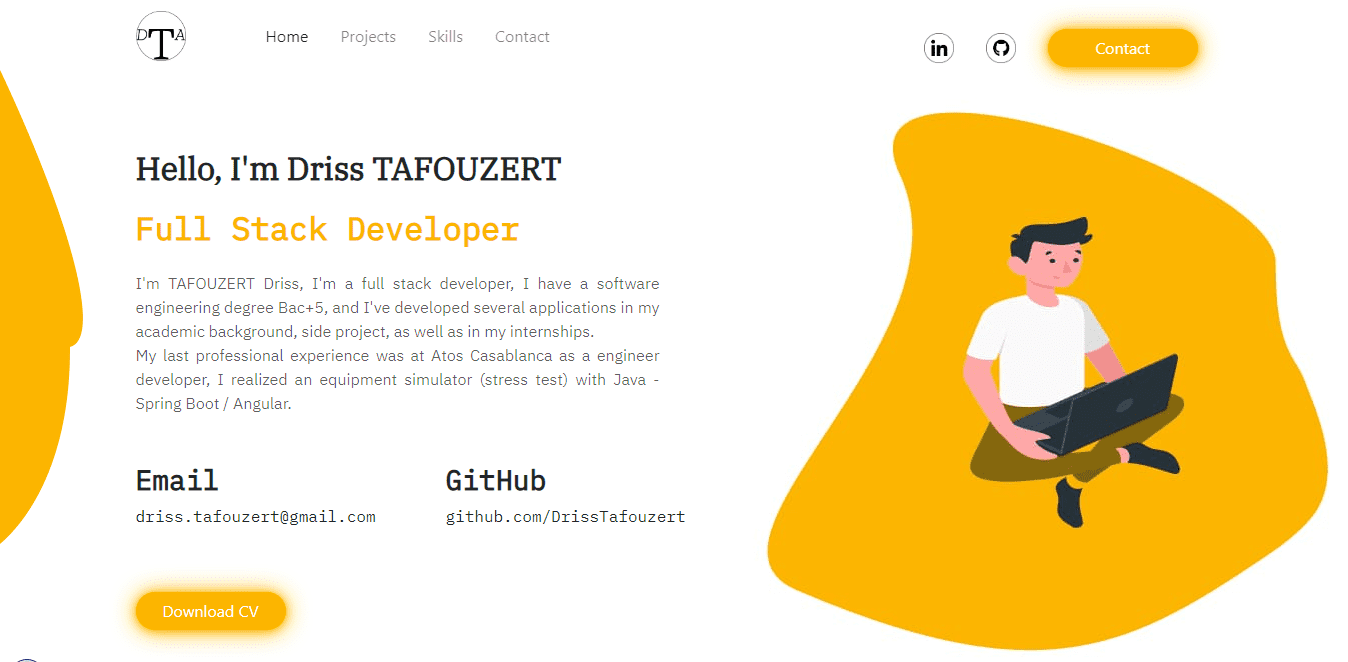 DTA
Home Projects Skills Contact
in
Contact
Hello, I'm Driss TAFOUZERT
Full Stack Developer
I'm TAFOUZERT Driss, I'm a full stack developer, I have a software
engineering degree Bac+5, and I've developed several applications in my
academic background, side project, as well as in my internships.
My last professional experience was at Atos Casablanca as a engineer
developer, I realized an equipment simulator (stress test) with Java -
Spring Boot / Angular.
Email
driss.tafouzert@gmail.com
GitHub
github.com/DrissTafouzert
Download CV